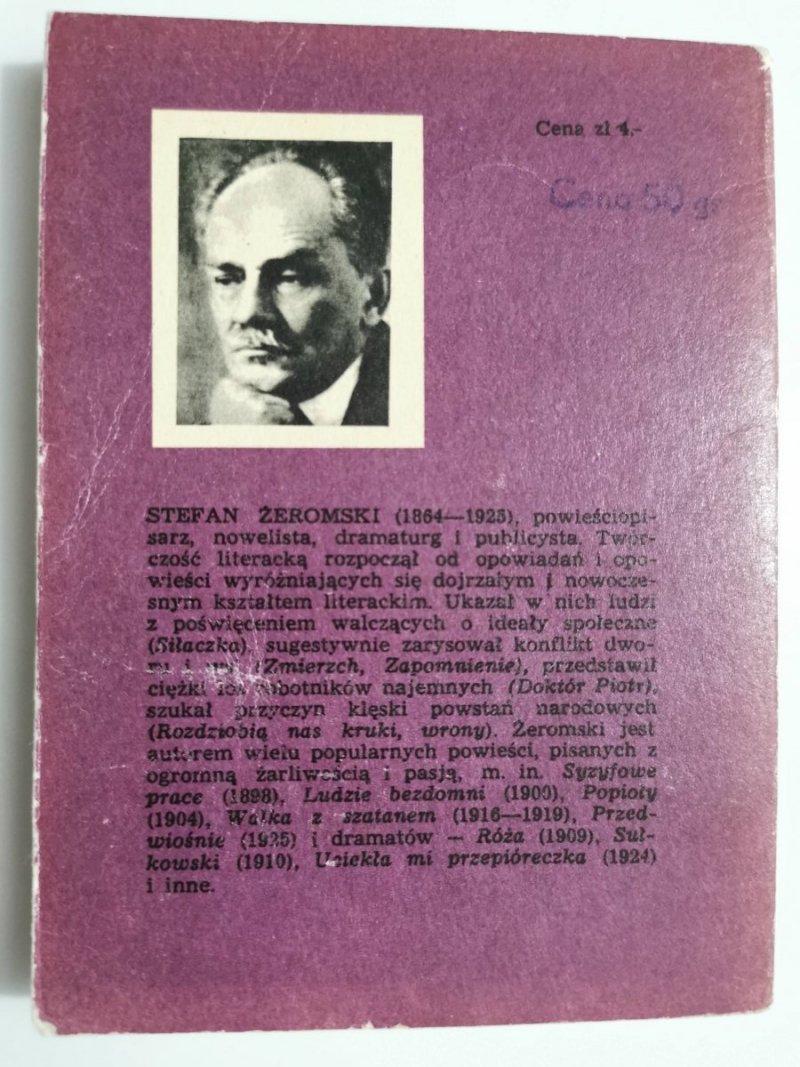 Cena zł 4,-
Cena 50 gr
STEFAN ŻEROMSKI (1864—1925), powieściopi-
sarz, nowelista, dramaturg i publicysta. Twór-
czość literacką rozpoczął od opowiadań i opo-
wieści wyróżniających się dojrzałym i nowocze-
snym kształtem literackim. Ukazał w nich ludzi
z poświęceniem walczących o ideały społeczne
(Siłaczka), sugestywnie zarysował konflikt dwo-
ru i wsi (Zmierzch, Zapomnienie), przedstawił
ciężki los robotników najemnych (Doktór Piotr),
szukał przyczyn klęski powstań narodowych
(Rozdziobią nas kruki, wrony). Żeromski jest
autorem wielu popularnych powieści, pisanych z
ogromną żarliwością i pasją, m. in. Syzyfowe
prace (1898), Ludzie bezdomni (1900), Popioły
(1904), Walka z szatanem (1916—1919), Przed-
wiośnie (1925) i dramatów — Róża (1909), Suł-
kowski (1910), Uciekła mi przepióreczka (1924)
i inne.